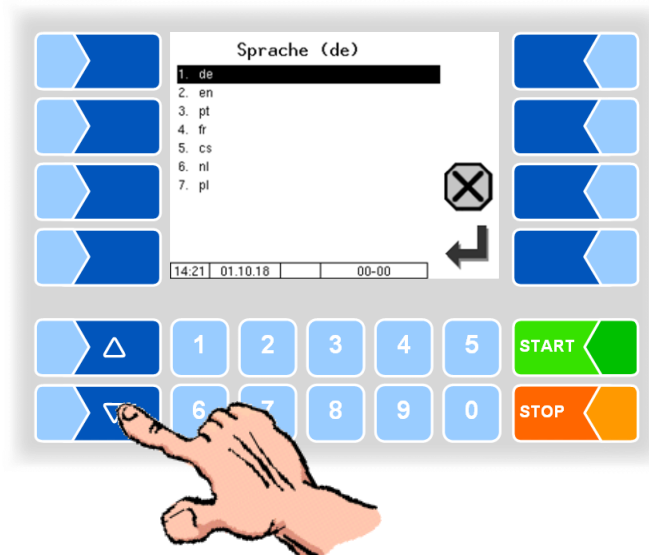 Sprache (de)
1. de
2. en
3. pt
4. fr
5. cs
6. nl
7. pl
14:21 01.10.18 00-00
1 2 3 4 5 START
6 7 8 9 0 STOP